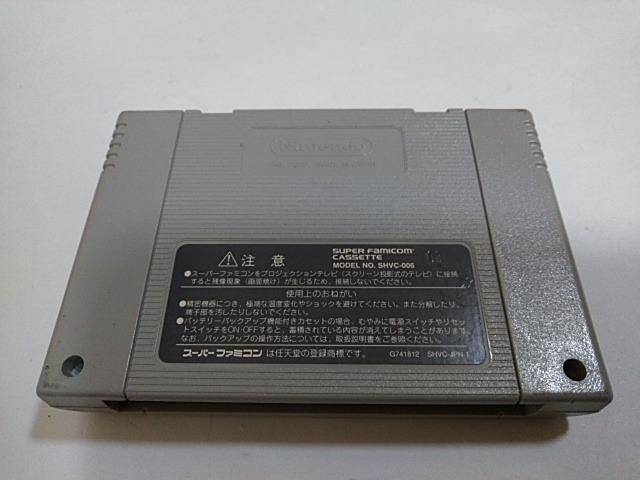 Nintendo
注 意
SUPER FAMICOM
CASSETTE
MODEL NO. SHVC-006
●スーパーファミコンをプロジェクションテレビ（スクリーン投影式のテレビ）に接続
すると残像現象（画面焼け）が生じるため、接続しないでください。
使用上のおねがい
●精密機器につき、極端な温度変化やショックを避けてください。また分解したり、
端子部を汚したりしないでください。
●バッテリーバックアップ機能付きカセットの場合、むやみに電源スイッチやリセ
ットスイッチをON・OFFすると、蓄積されている内容が消えてしまうことがあります。
なお、バックアップの操作方法については、取扱説明書をご参照ください。
スーパーファミコン は任天堂の登録商標です。
G741812 SHVC-JPN-1